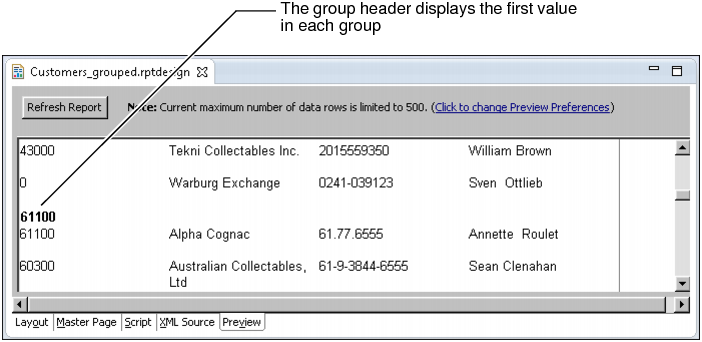 The group header displays the first value
in each group
Customers_grouped.rptdesign
Refresh Report Note: Current maximum number of data rows is limited to 500. (Click to change Preview Preferences)
43000 Tekni Collectables Inc. 2015559350 William Brown
0 Warburg Exchange 0241-039123 Sven Ottlieb
61100
61100 Alpha Cognac 61.77.6555 Annette Roulet
60300 Australian Collectables, 61-9-3844-6555 Sean Clenahan
Ltd
Layout Master Page Script XML Source Preview